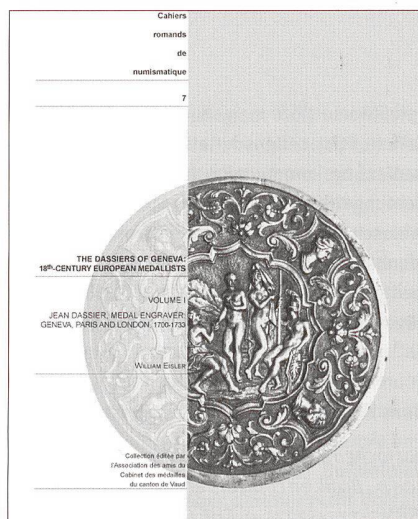 Cahiers
romands
de
numismatique
7
THE DASSIERS OF GENEVA:
18th-CENTURY EUROPEAN MEDALLISTS
VOLUME I
JEAN DASSIER, MEDAL ENGRAVER:
GENEVA, PARIS AND LONDON, 1700-1733
WILLIAM EISLER
Collection éditée par
l'Association des amis du
Cabinet des médailles
du canton de Vaud